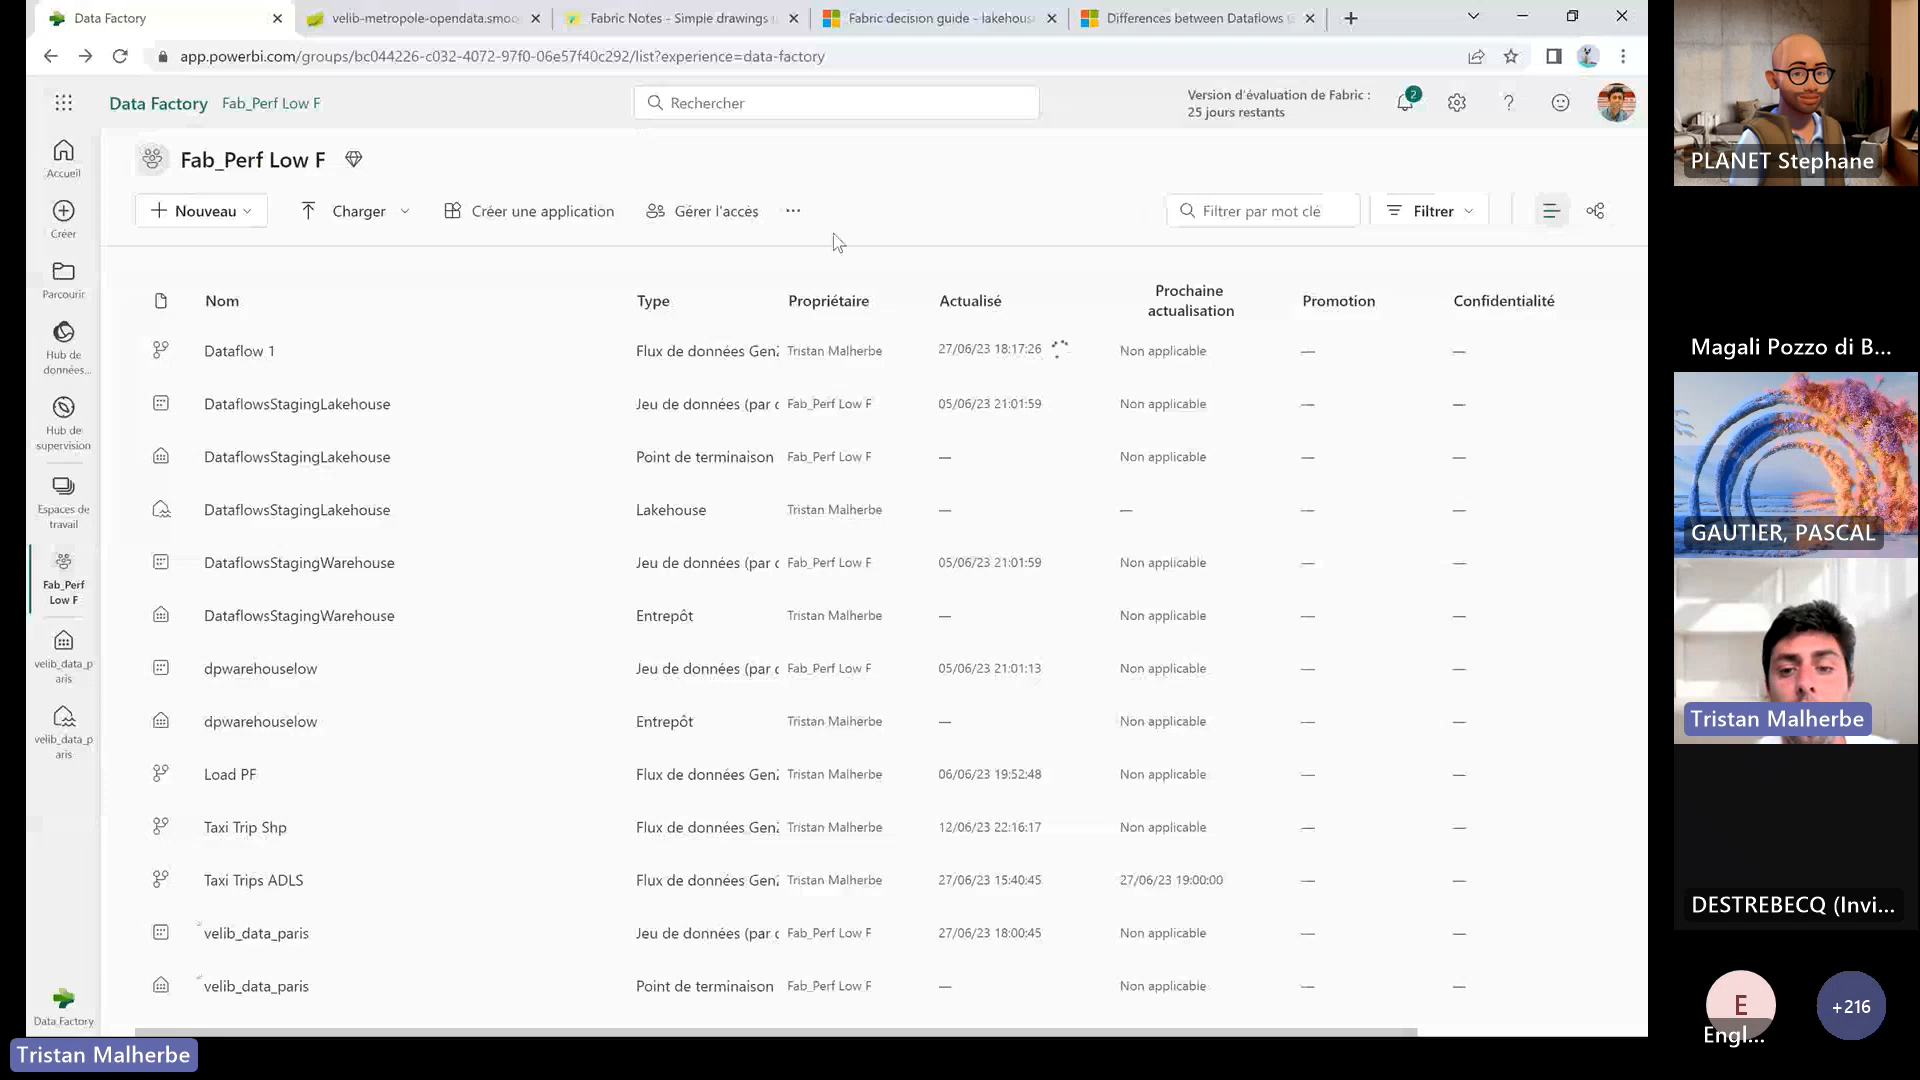 Data Factory
velib-metropole-opendata.smoo
Fabric Notes - Simple drawings
Fabric decision guide - lakehous
Differences between Dataflows
app.powerbi.com/groups/bc044226-c032-4072-97f0-06e57f40c292/list?experience=data-factory
Data Factory Fab_Perf Low F
Rechercher
Version d'évaluation de Fabric :
25 jours restants
2
Accueil
Créer
Parcourir
Hub de
données...
Hub de
supervision
Espaces de
travail
Fab_Perf
Low F
velib_data_p
aris
velib_data_p
aris
Data Factory
Fab_Perf Low F
Nouveau
Charger
Créer une application
Gérer l'accès
Filtrer par mot clé
Filtrer
Nom Type Propriétaire Actualisé Prochaine actualisation Promotion Confidentialité
Dataflow 1 Flux de données Gen2 Tristan Malherbe 27/06/23 18:17:26 Non applicable — —
DataflowsStagingLakehouse Jeu de données (par d Fab_Perf Low F 05/06/23 21:01:59 Non applicable — —
DataflowsStagingLakehouse Point de terminaison Fab_Perf Low F — Non applicable — —
DataflowsStagingLakehouse Lakehouse Tristan Malherbe — — — —
DataflowsStagingWarehouse Jeu de données (par d Fab_Perf Low F 05/06/23 21:01:59 Non applicable — —
DataflowsStagingWarehouse Entrepôt Tristan Malherbe — Non applicable — —
dpwarehouselow Jeu de données (par d Fab_Perf Low F 05/06/23 21:01:13 Non applicable — —
dpwarehouselow Entrepôt Tristan Malherbe — Non applicable — —
Load PF Flux de données Gen2 Tristan Malherbe 06/06/23 19:52:48 Non applicable — —
Taxi Trip Shp Flux de données Gen2 Tristan Malherbe 12/06/23 22:16:17 Non applicable — —
Taxi Trips ADLS Flux de données Gen2 Tristan Malherbe 27/06/23 15:40:45 27/06/23 19:00:00 — —
velib_data_paris Jeu de données (par d Fab_Perf Low F 27/06/23 18:00:45 Non applicable — —
velib_data_paris Point de terminaison Fab_Perf Low F — Non applicable — —
PLANET Stephane
Magali Pozzo di B...
GAUTIER, PASCAL
Tristan Malherbe
DESTREBECQ (Invi...
E
Engl...
+216
Tristan Malherbe